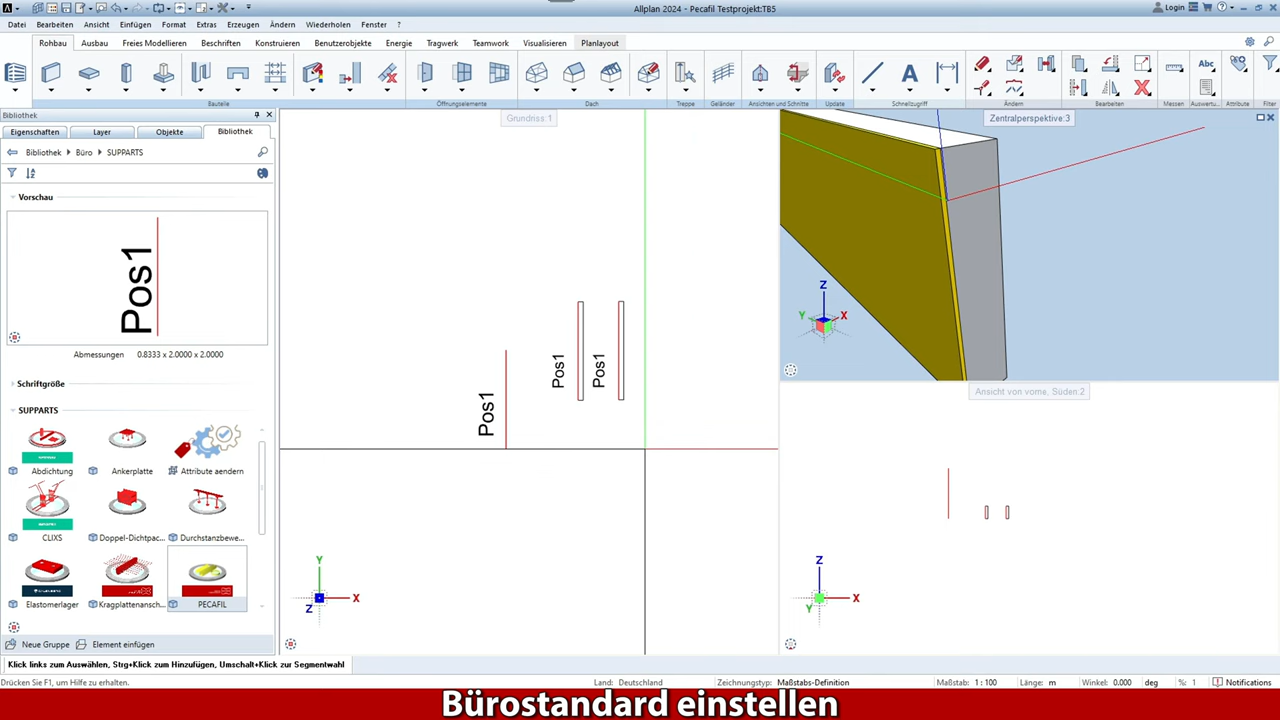 Allplan 2024 - Pecafil Testprojekt:TB5
Login
Datei Bearbeiten Ansicht Einfügen Format Extras Erzeugen Ändern Wiederholen Fenster ?
Rohbau Ausbau Freies Modellieren Beschriften Konstruieren Benutzerobjekte Energie Tragwerk Teamwork Visualisieren Planlayout
A
Abc
Bauteile Öffnungselemente Dach Treppe Geländer Ansichten und Schnitte Update Schnellzugriff Ändern Bearbeiten Messen Auswertu... Attribute Filter
Bibliothek
Eigenschaften Layer Objekte Bibliothek
Bibliothek Büro SUPPARTS
Vorschau
Pos1
Abmessungen 0.8333 x 2.0000 x 2.0000
Schriftgröße
SUPPARTS
Abdichtung Ankerplatte Attribute aendern
CLIXS Doppel-Dichtpac... Durchstanzbewe...
Elastomerlager Kragplattenansch... PECAFIL
Neue Gruppe Element einfügen
Grundriss:1
Pos1
Pos1
Pos1
Y
Z X
Zentralperspektive:3
Z
Y X
Ansicht von vorne, Süden:2
Z
Y X
Klick links zum Auswählen, Strg+Klick zum Hinzufügen, Umschalt+Klick zur Segmentwahl
Drücken Sie F1, um Hilfe zu erhalten. Land: Deutschland Zeichnungstyp: Maßstabs-Definition Maßstab: 1 : 100 Länge: m Winkel: 0.000 deg %: 1 Notifications
Bürostandard einstellen